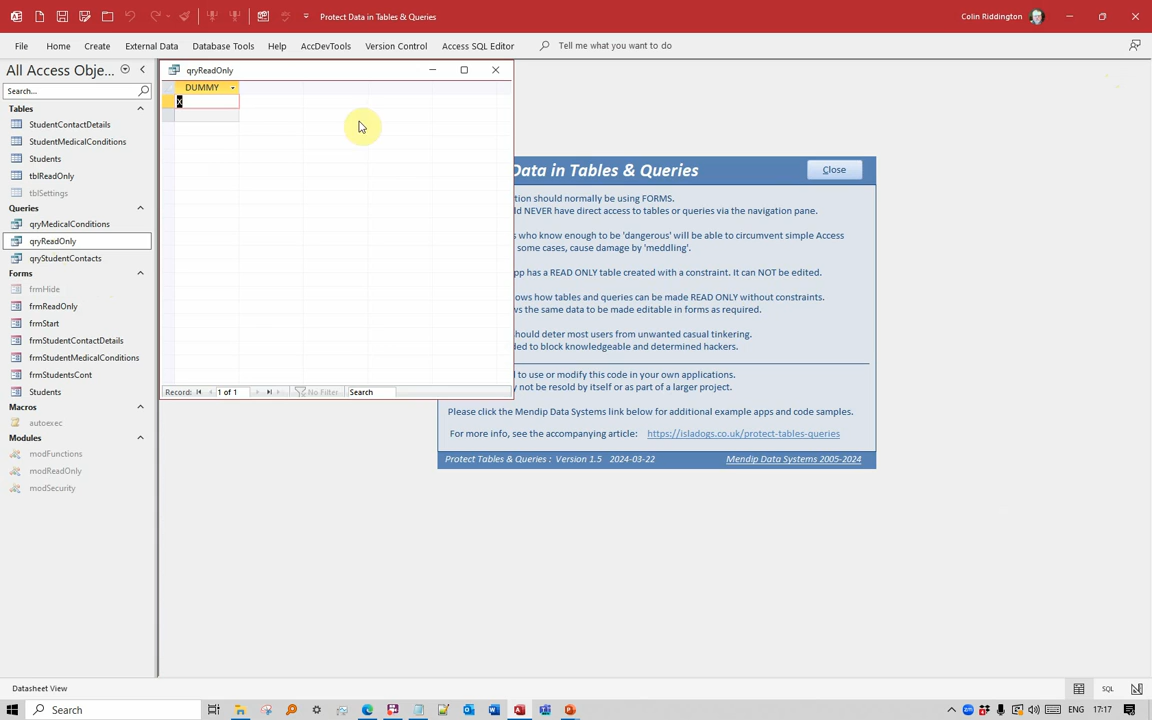 Protect Data in Tables & Queries
Colin Riddington
File Home Create External Data Database Tools Help AccDevTools Version Control Access SQL Editor Tell me what you want to do
All Access Obje...
Search...
Tables
StudentContactDetails
StudentMedicalConditions
Students
tblReadOnly
tblSettings
Queries
qryMedicalConditions
qryReadOnly
qryStudentContacts
Forms
frmHide
frmReadOnly
frmStart
frmStudentContactDetails
frmStudentMedicalConditions
frmStudentsCont
Students
Macros
autoexec
Modules
modFunctions
modReadOnly
modSecurity
qryReadOnly
DUMMY
X
Record: 1 of 1 No Filter Search
Data in Tables & Queries
Close
tion should normally be using FORMS.
ld NEVER have direct access to tables or queries via the navigation pane.
s who know enough to be 'dangerous' will be able to circumvent simple Access
some cases, cause damage by 'meddling'.
pp has a READ ONLY table created with a constraint. It can NOT be edited.
ows how tables and queries can be made READ ONLY without constraints.
vs the same data to be made editable in forms as required.
should deter most users from unwanted casual tinkering.
ded to block knowledgeable and determined hackers.
d to use or modify this code in your own applications.
y not be resold by itself or as part of a larger project.
Please click the Mendip Data Systems link below for additional example apps and code samples.
For more info, see the accompanying article: https://isladogs.co.uk/protect-tables-queries
Protect Tables & Queries : Version 1.5 2024-03-22 Mendip Data Systems 2005-2024
Datasheet View
SQL
Search
ENG 17:17